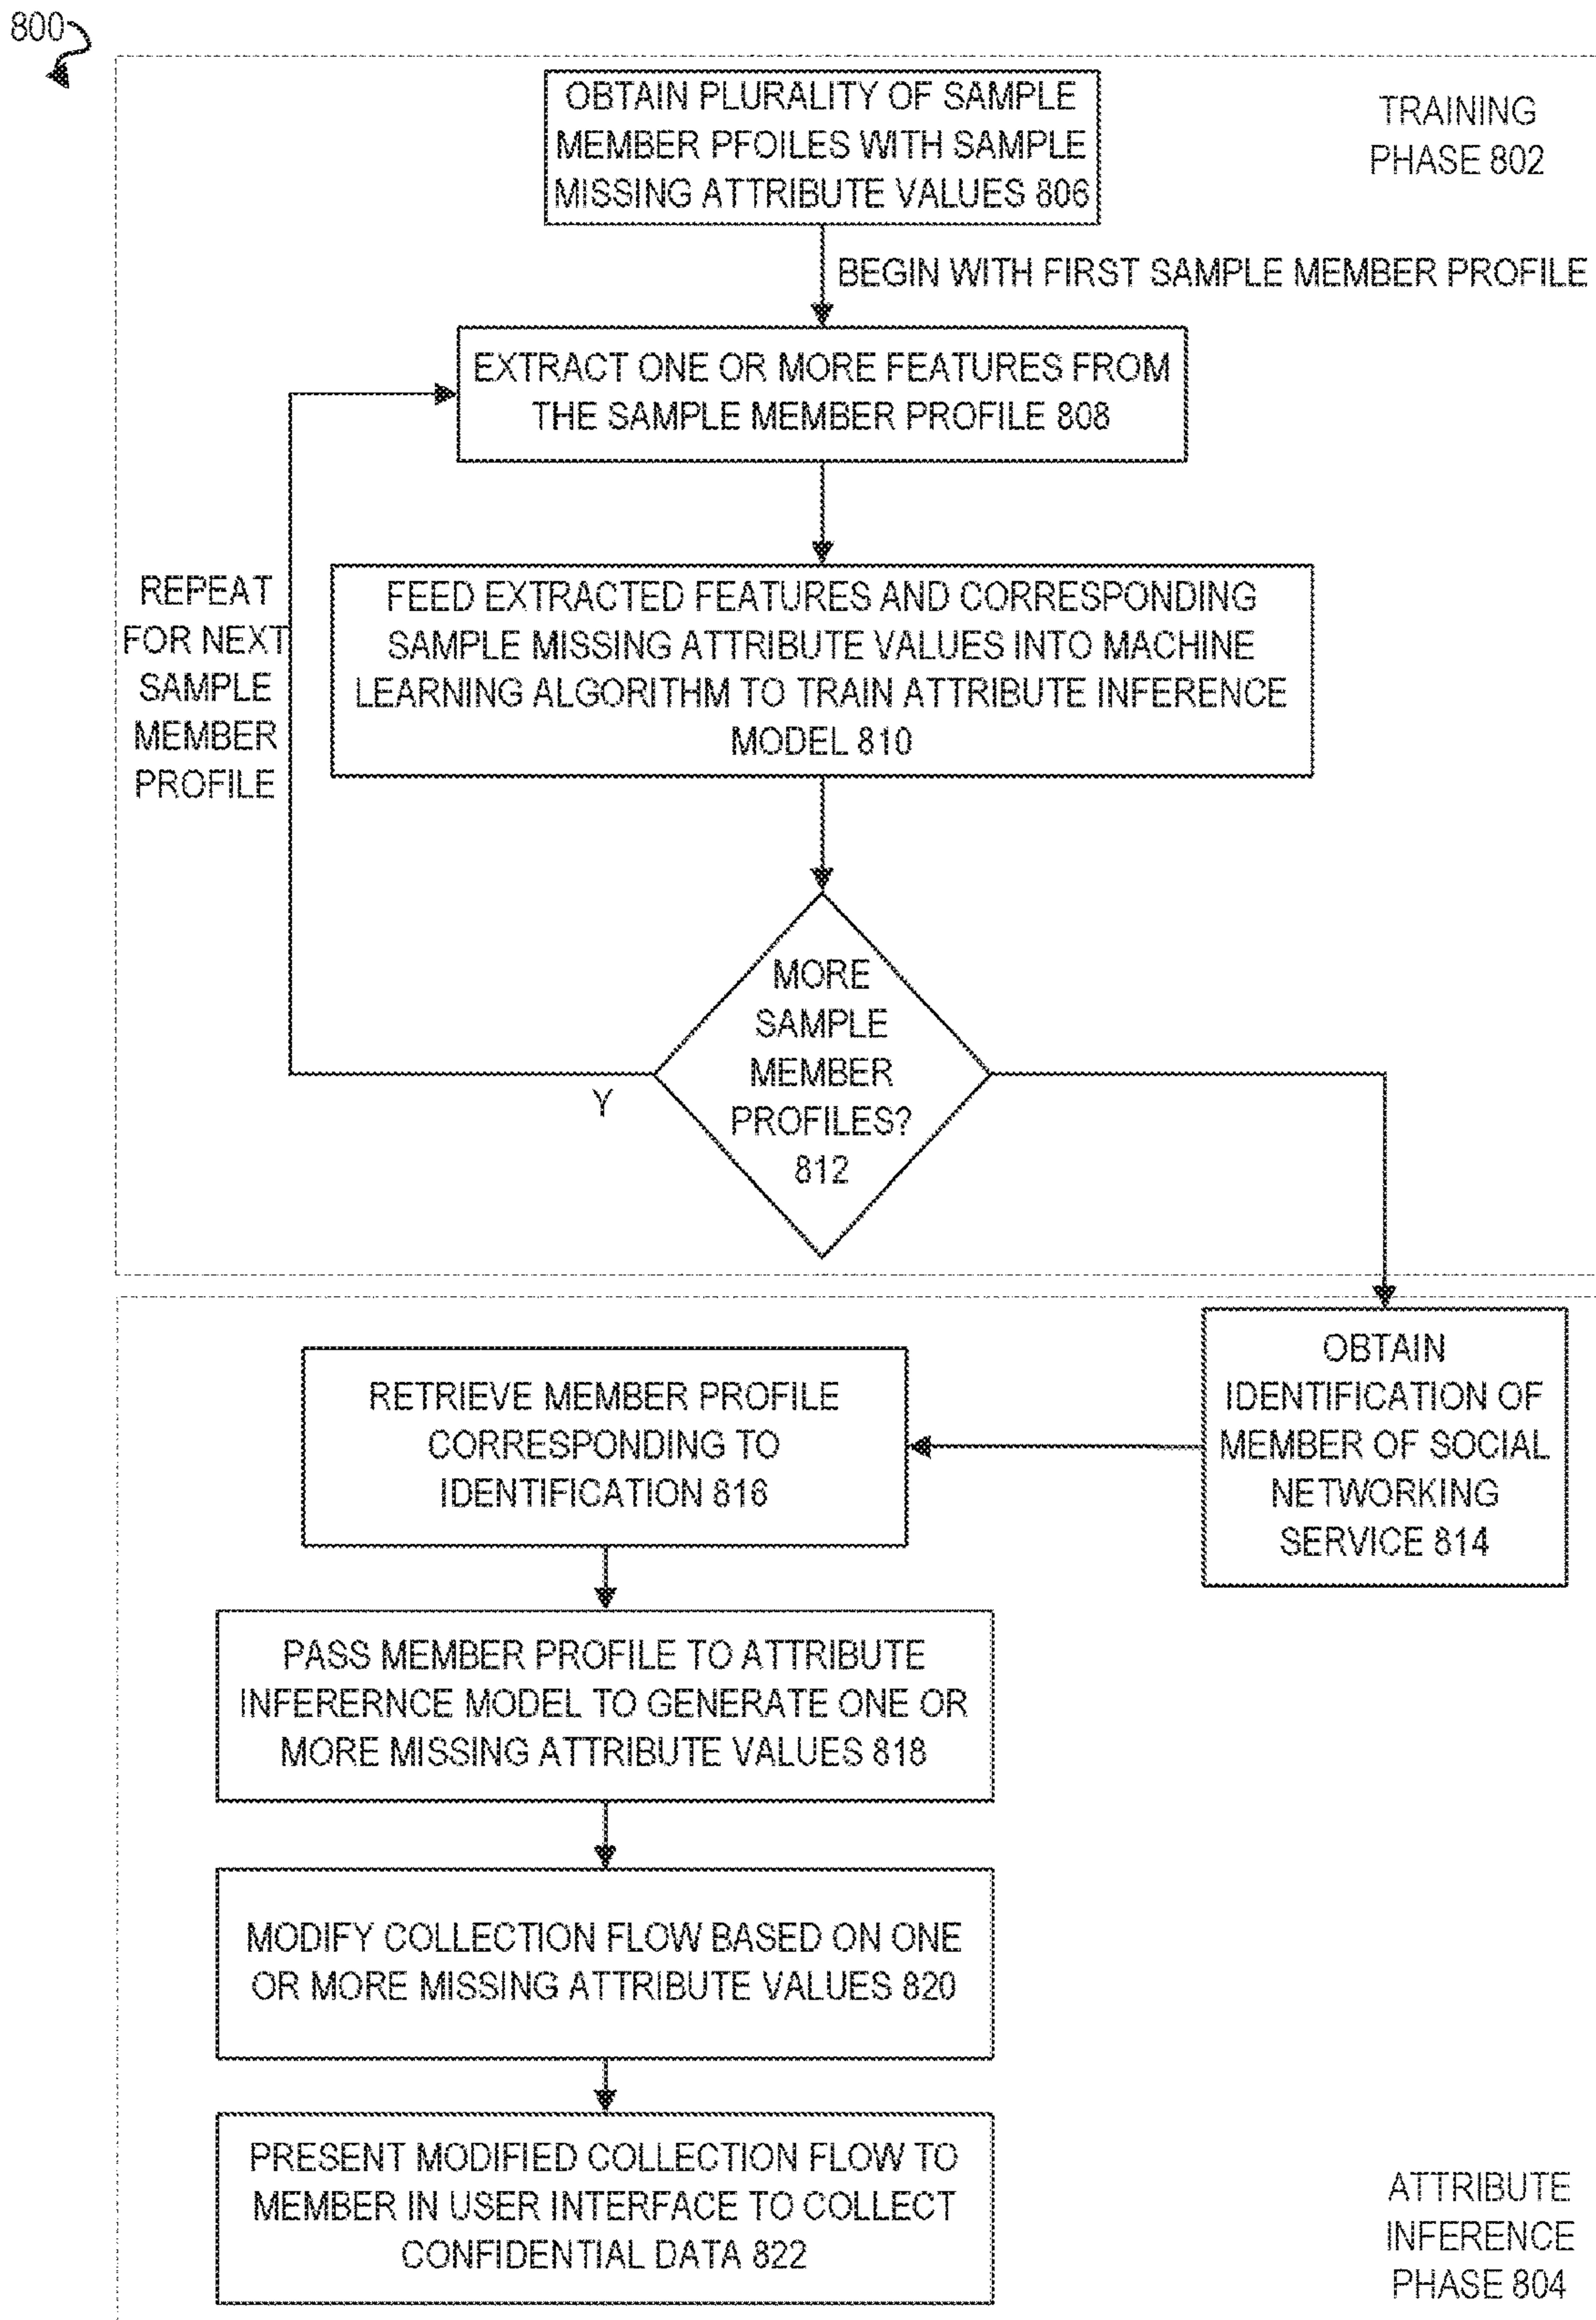 800
OBTAIN PLURALITY OF SAMPLE
MEMBER PFOILES WITH SAMPLE
MISSING ATTRIBUTE VALUES 806
TRAINING
PHASE 802
BEGIN WITH FIRST SAMPLE MEMBER PROFILE
EXTRACT ONE OR MORE FEATURES FROM
THE SAMPLE MEMBER PROFILE 808
REPEAT
FOR NEXT
SAMPLE
MEMBER
PROFILE
FEED EXTRACTED FEATURES AND CORRESPONDING
SAMPLE MISSING ATTRIBUTE VALUES INTO MACHINE
LEARNING ALGORITHM TO TRAIN ATTRIBUTE INFERENCE
MODEL 810
MORE
SAMPLE
MEMBER
PROFILES?
812
Y
OBTAIN
IDENTIFICATION OF
MEMBER OF SOCIAL
NETWORKING
SERVICE 814
RETRIEVE MEMBER PROFILE
CORRESPONDING TO
IDENTIFICATION 816
PASS MEMBER PROFILE TO ATTRIBUTE
INFERERNCE MODEL TO GENERATE ONE OR
MORE MISSING ATTRIBUTE VALUES 818
MODIFY COLLECTION FLOW BASED ON ONE
OR MORE MISSING ATTRIBUTE VALUES 820
PRESENT MODIFIED COLLECTION FLOW TO
MEMBER IN USER INTERFACE TO COLLECT
CONFIDENTIAL DATA 822
ATTRIBUTE
INFERENCE
PHASE 804